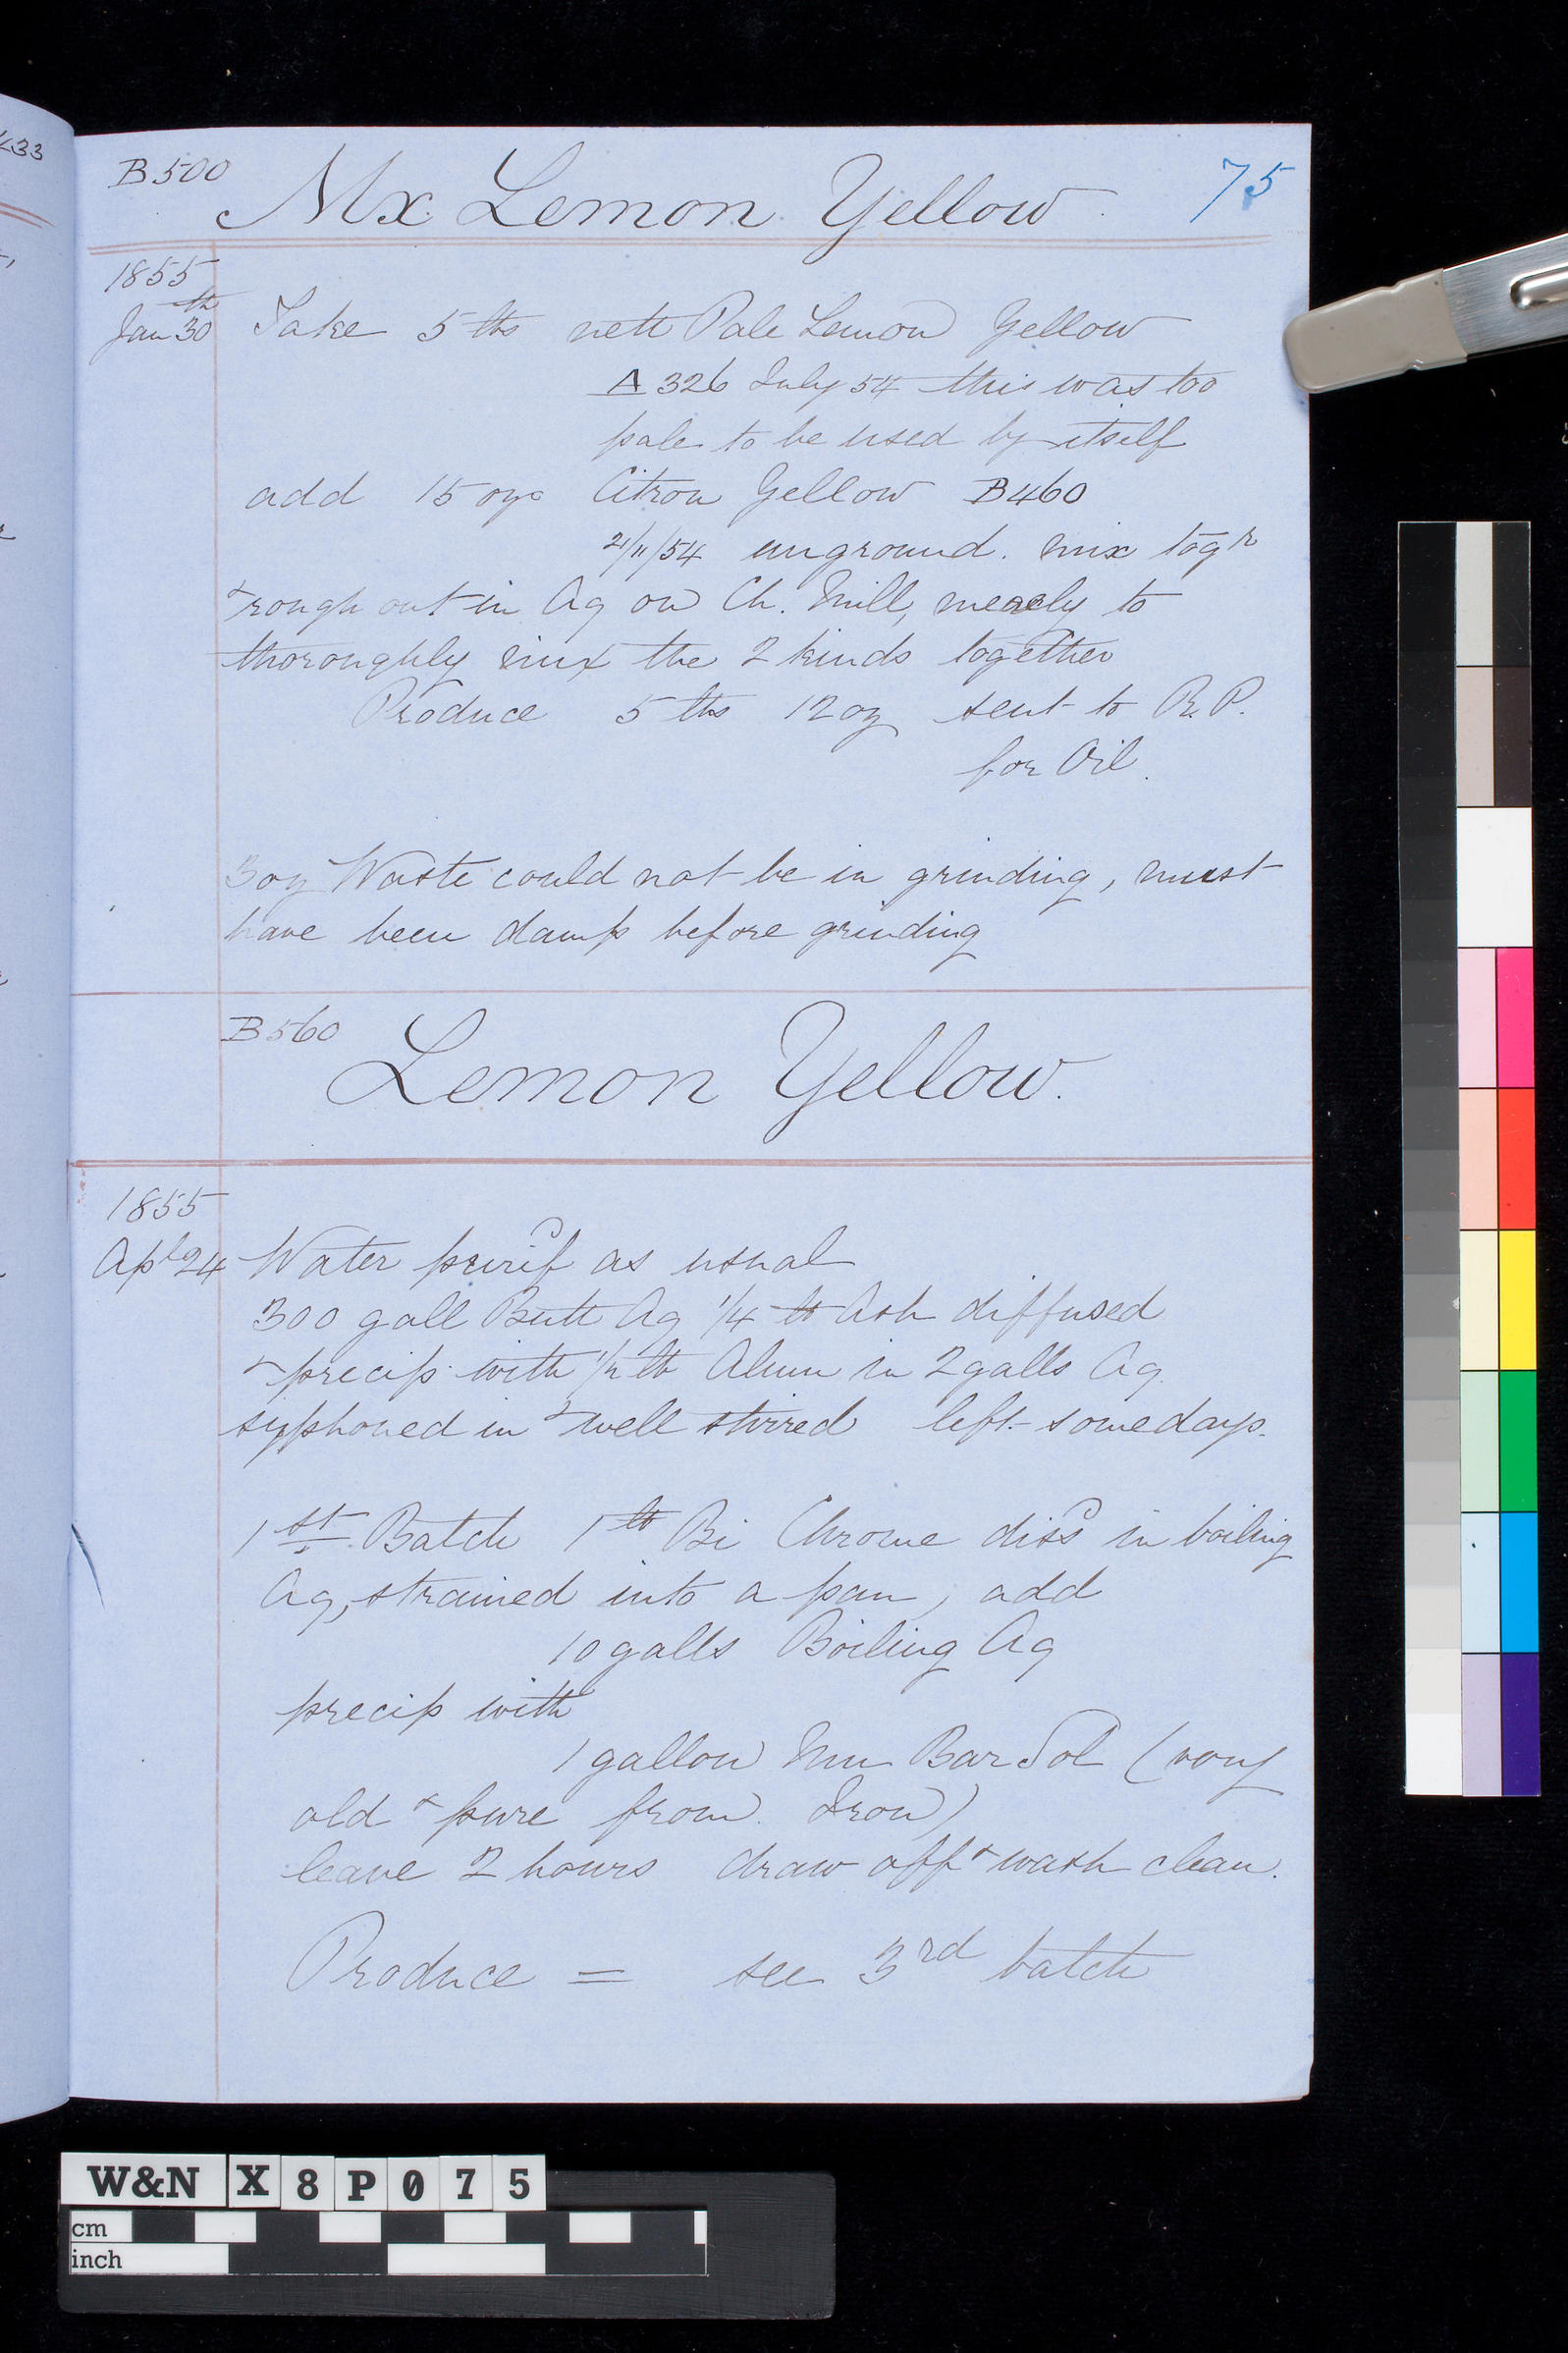 433
B500
Mx Lemon Yellow
75
1855
Jan 30th Take 5 lbs nett Pale Lemon Yellow
A 326 July 54 this was too
pale to be used by itself
add 15 ozs Citron Yellow B460
2/11/54 unground. mix togr
& rough out in Aq on Ch. Mill, merely to
thoroughly mix the 2 kinds together
Produce 5 lbs 12 oz sent to R.P.
for Oil.
3 oz Waste could not be in grinding, must
have been damp before grinding
B560
Lemon Yellow.
1855
Apl 24 Water purifd as usual
300 gall Butt Aq 1/4 lb Ash diffused
& precip. with 1/2 lb Alum in 2 galls Aq.
syphoned in & well stirred left some days.
1st Batch 1 lb Bi Chrome dissd in boiling
Aq, strained into a pan, add
10 galls Boiling Aq
precip with
1 gallon Mu Bar Sol (very
old & pure from Iron)
leave 2 hours draw off & wash clean.
Produce = see 3rd batch
W&N X 8 P 0 7 5
cm
inch